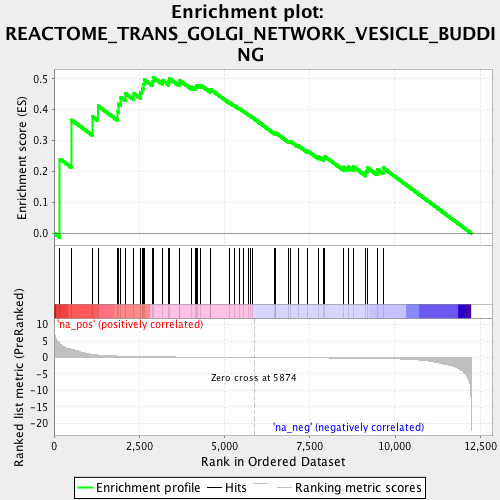 Enrichment plot:
REACTOME_TRANS_GOLGI_NETWORK_VESICLE_BUDDI
NG
Enrichment score (ES)
0.5
0.4
0.3
0.2
0.1
0.0
'na_pos' (positively correlated)
Ranked list metric (PreRanked)
10
5
0
-5
-10
-15
-20
Zero cross at 5874
'na_neg' (negatively correlated)
0
2,500
5,000
7,500
10,000
12,500
Rank in Ordered Dataset
Enrichment profile
Hits
Ranking metric scores